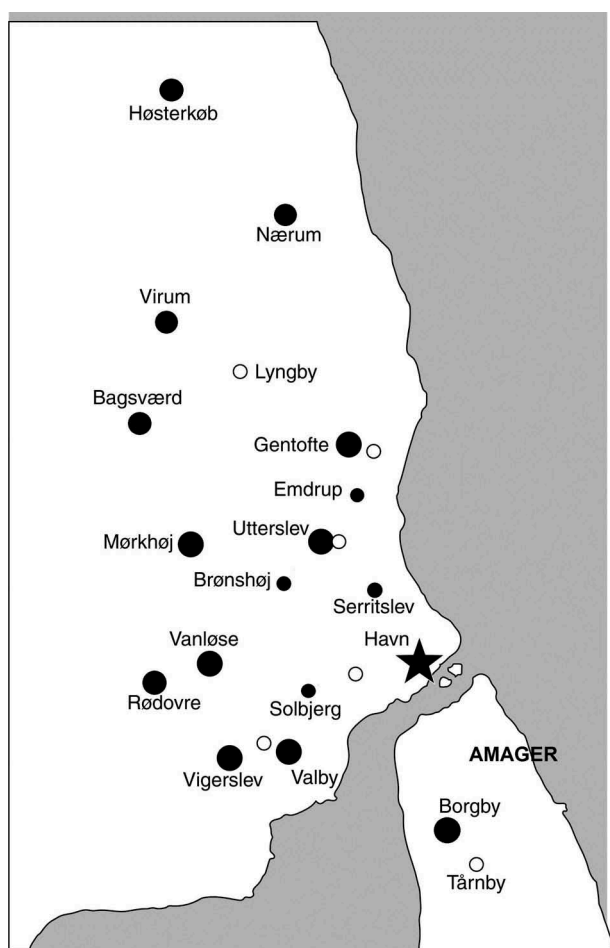 Høsterkøb
Nærum
Virum
Lyngby
Bagsværd
Gentofte
Emdrup
Utterslev
Mørkhøj
Brønshøj
Serritslev
Havn
Vanløse
Rødovre
Solbjerg
Vigerslev
Valby
AMAGER
Borgby
Tårnby